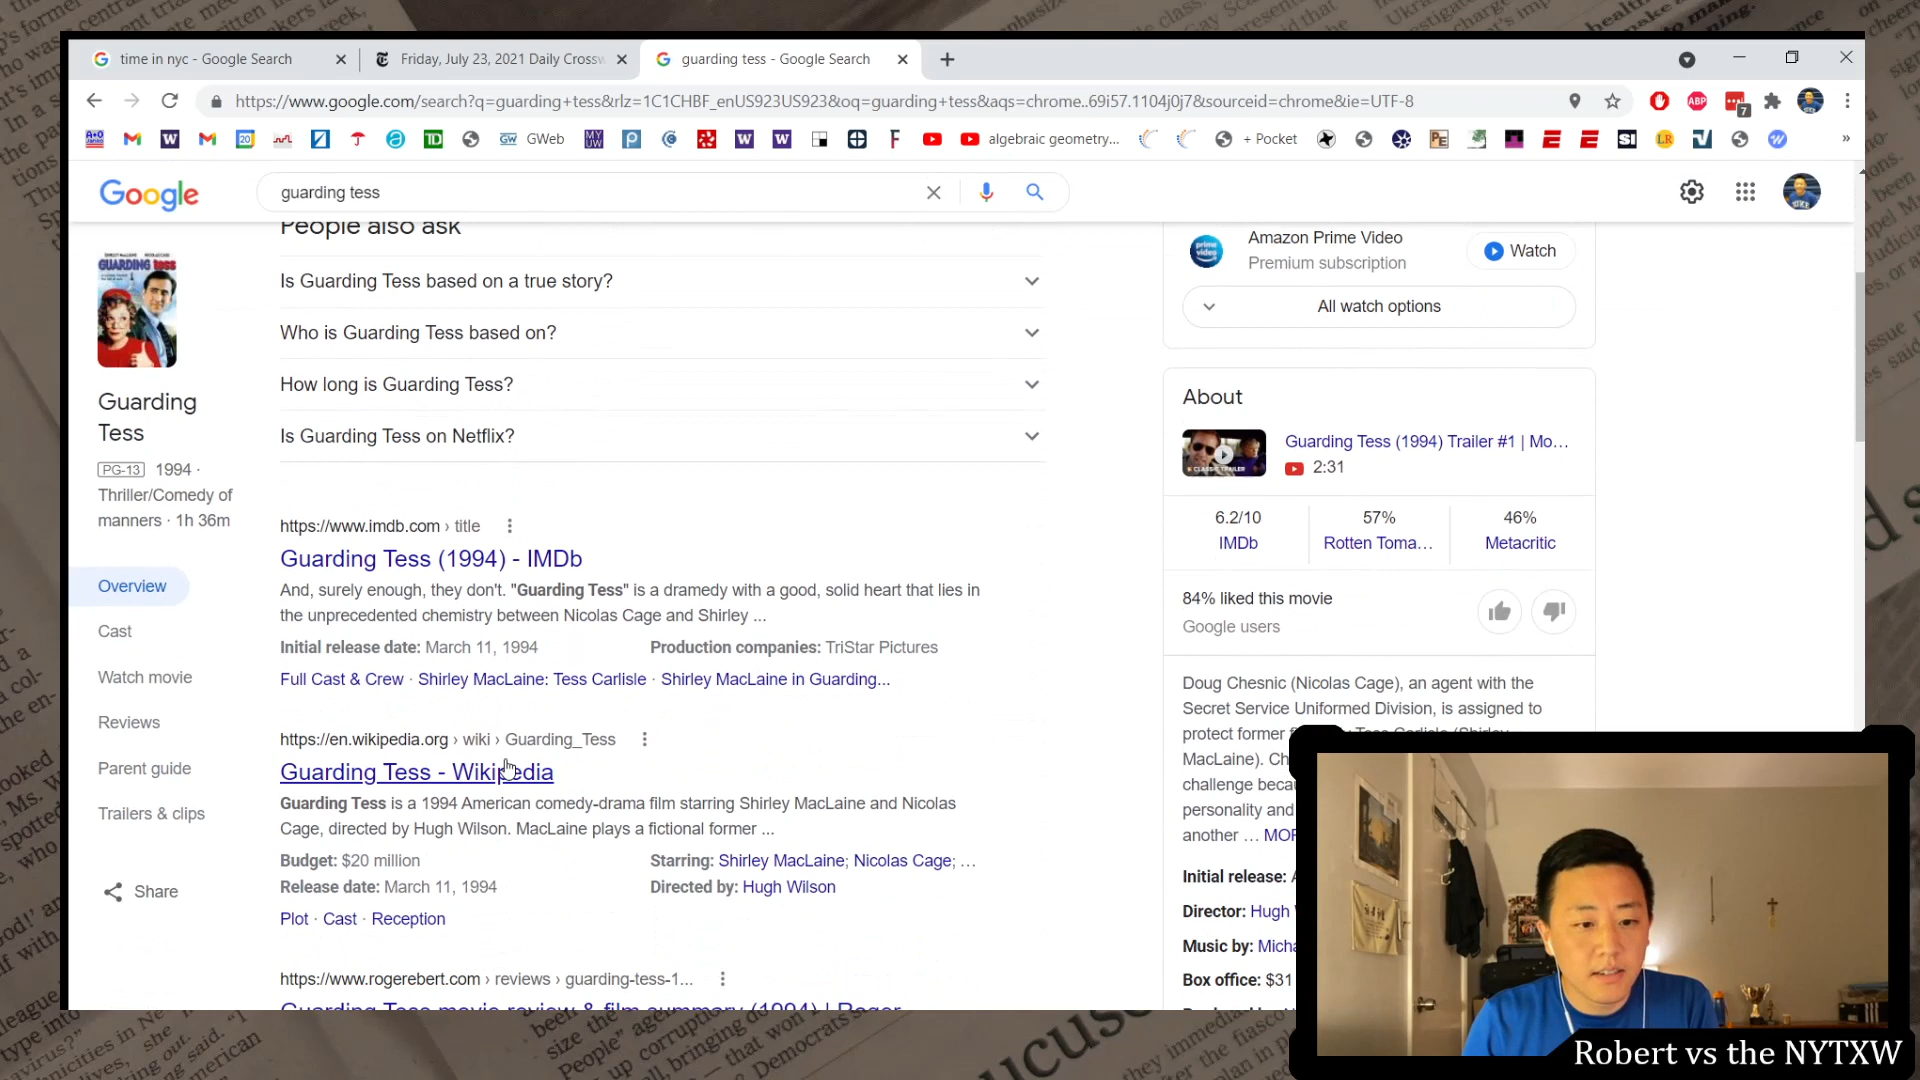 time in nyc - Google Search
Friday, July 23, 2021 Daily Crossw
guarding tess - Google Search
https://www.google.com/search?q=guarding+tess&rlz=1C1CHBF_enUS923US923&oq=guarding+tess&aqs=chrome..69i57.1104j0j7&sourceid=chrome&ie=UTF-8
GWeb
algebraic geometry...
+ Pocket
Google
guarding tess
People also ask
Is Guarding Tess based on a true story?
Who is Guarding Tess based on?
How long is Guarding Tess?
Is Guarding Tess on Netflix?
GUARDING tess
Guarding
Tess
PG-13 1994 ·
Thriller/Comedy of
manners · 1h 36m
Overview
Cast
Watch movie
Reviews
Parent guide
Trailers & clips
Share
https://www.imdb.com › title
Guarding Tess (1994) - IMDb
And, surely enough, they don't. "Guarding Tess" is a dramedy with a good, solid heart that lies in
the unprecedented chemistry between Nicolas Cage and Shirley ...
Initial release date: March 11, 1994
Production companies: TriStar Pictures
Full Cast & Crew · Shirley MacLaine: Tess Carlisle · Shirley MacLaine in Guarding...
https://en.wikipedia.org › wiki › Guarding_Tess
Guarding Tess - Wikipedia
Guarding Tess is a 1994 American comedy-drama film starring Shirley MacLaine and Nicolas
Cage, directed by Hugh Wilson. MacLaine plays a fictional former ...
Budget: $20 million
Starring: Shirley MacLaine; Nicolas Cage; ...
Release date: March 11, 1994
Directed by: Hugh Wilson
Plot · Cast · Reception
https://www.rogerebert.com › reviews › guarding-tess-1...
Guarding Tess movie review & film summary (1994) | Roger
Amazon Prime Video
Premium subscription
Watch
All watch options
About
Guarding Tess (1994) Trailer #1 | Mo...
2:31
6.2/10
IMDb
57%
Rotten Toma...
46%
Metacritic
84% liked this movie
Google users
Doug Chesnic (Nicolas Cage), an agent with the
Secret Service Uniformed Division, is assigned to
protect former
MacLaine). Ch
challenge beca
personality and
another ... MOR
Initial release:
Director: Hugh
Music by: Micha
Box office: $31
Robert vs the NYTXW